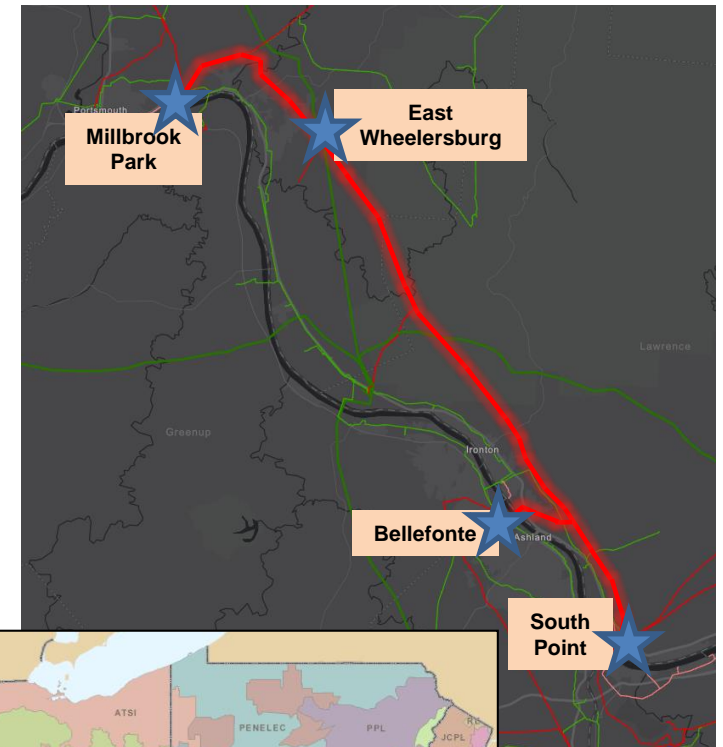 Portsmouth
Millbrook
Park
East
Wheelersburg
Lawrence
Greenup
Ironton
Bellefonte
Ashland
South
Point
ATSI
PENELEC
PPL
JCPL